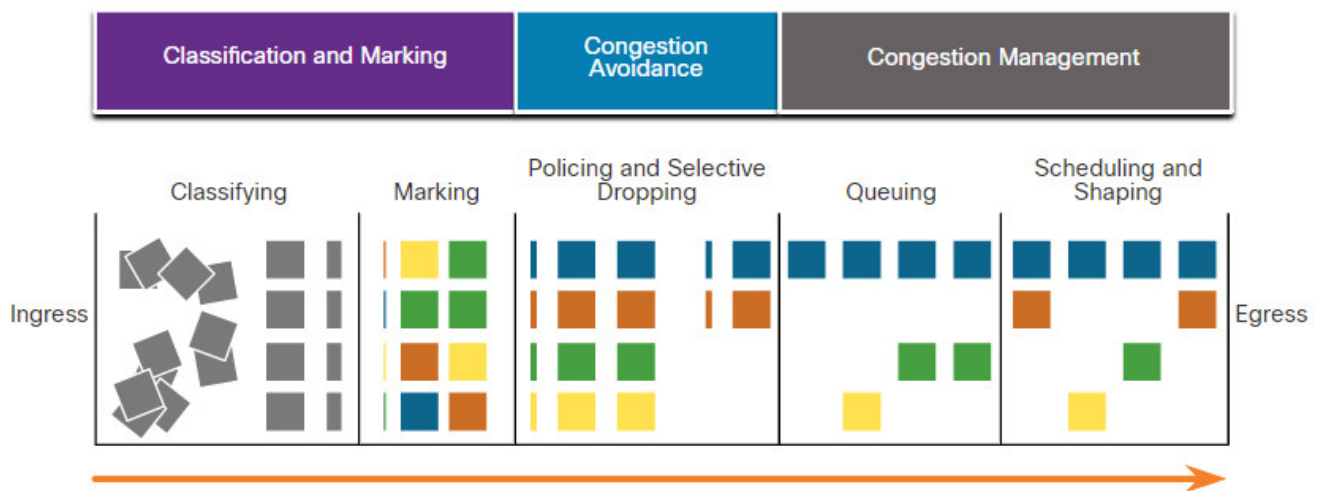 Classification and Marking
Congestion
Avoidance
Congestion Management
Classifying
Marking
Policing and Selective
Dropping
Queuing
Scheduling and
Shaping
Ingress
Egress